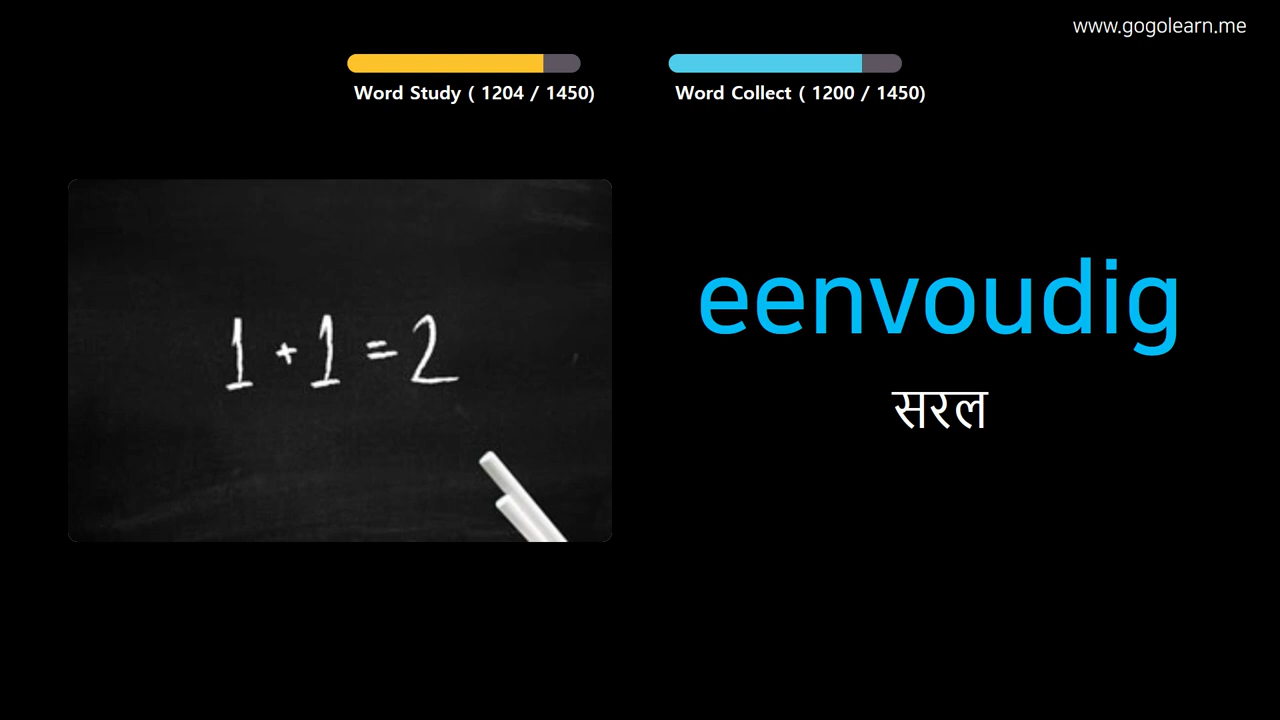 www.gogolearn.me
Word Study ( 1204 / 1450)
Word Collect ( 1200 / 1450)
1 + 1 = 2
eenvoudig
सरल